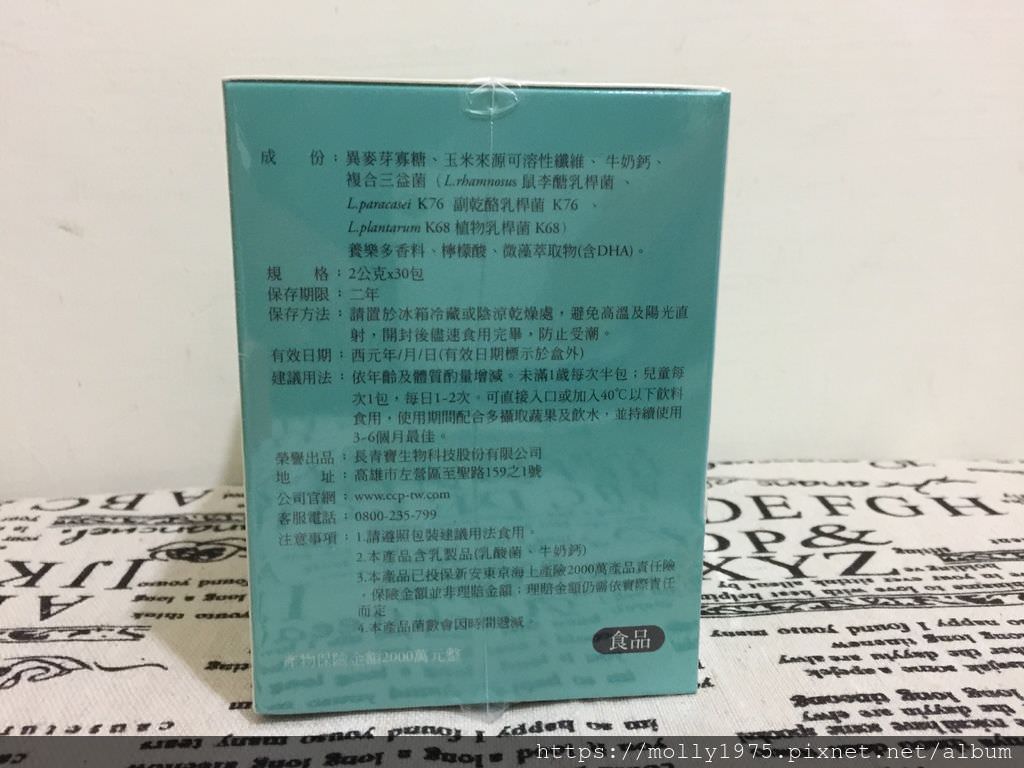 成　份：異麥芽寡糖、玉米來源可溶性纖維、牛奶鈣、
複合三益菌（L.rhamnosus 鼠李醣乳桿菌 、
L.paracasei K76 副乾酪乳桿菌 K76 、
L.plantarum K68 植物乳桿菌 K68）
養樂多香料、檸檬酸、微藻萃取物(含DHA)。
規　格：2公克x30包
保存期限：二年
保存方法：請置於冰箱冷藏或陰涼乾燥處，避免高溫及陽光直
射，開封後儘速食用完畢，防止受潮。
有效日期：西元年/月/日(有效日期標示於盒外)
建議用法：依年齡及體質酌量增減。未滿1歲每次半包；兒童每
次1包，每日1-2次。可直接入口或加入40℃以下飲料
食用，使用期間配合多攝取蔬果及飲水，並持續使用
3-6個月最佳。
榮譽出品：長青寶生物科技股份有限公司
地　址：高雄市左營區至聖路159之1號
公司官網：www.ccp-tw.com
客服電話：0800-235-799
注意事項：1.請遵照包裝建議用法食用。
2.本產品含乳製品(乳酸菌、牛奶鈣)
3.本產品已投保新安東京海上產險2000萬產品責任險
，保險金額並非理賠金額；理賠金額仍需依實際責任
而定
4.本產品菌數會因時間遞減。
食品
產物保險金額2000萬元整
ABC
DEFGH
OP&
IJK
XYZ
https://molly1975.pixnet.net/album